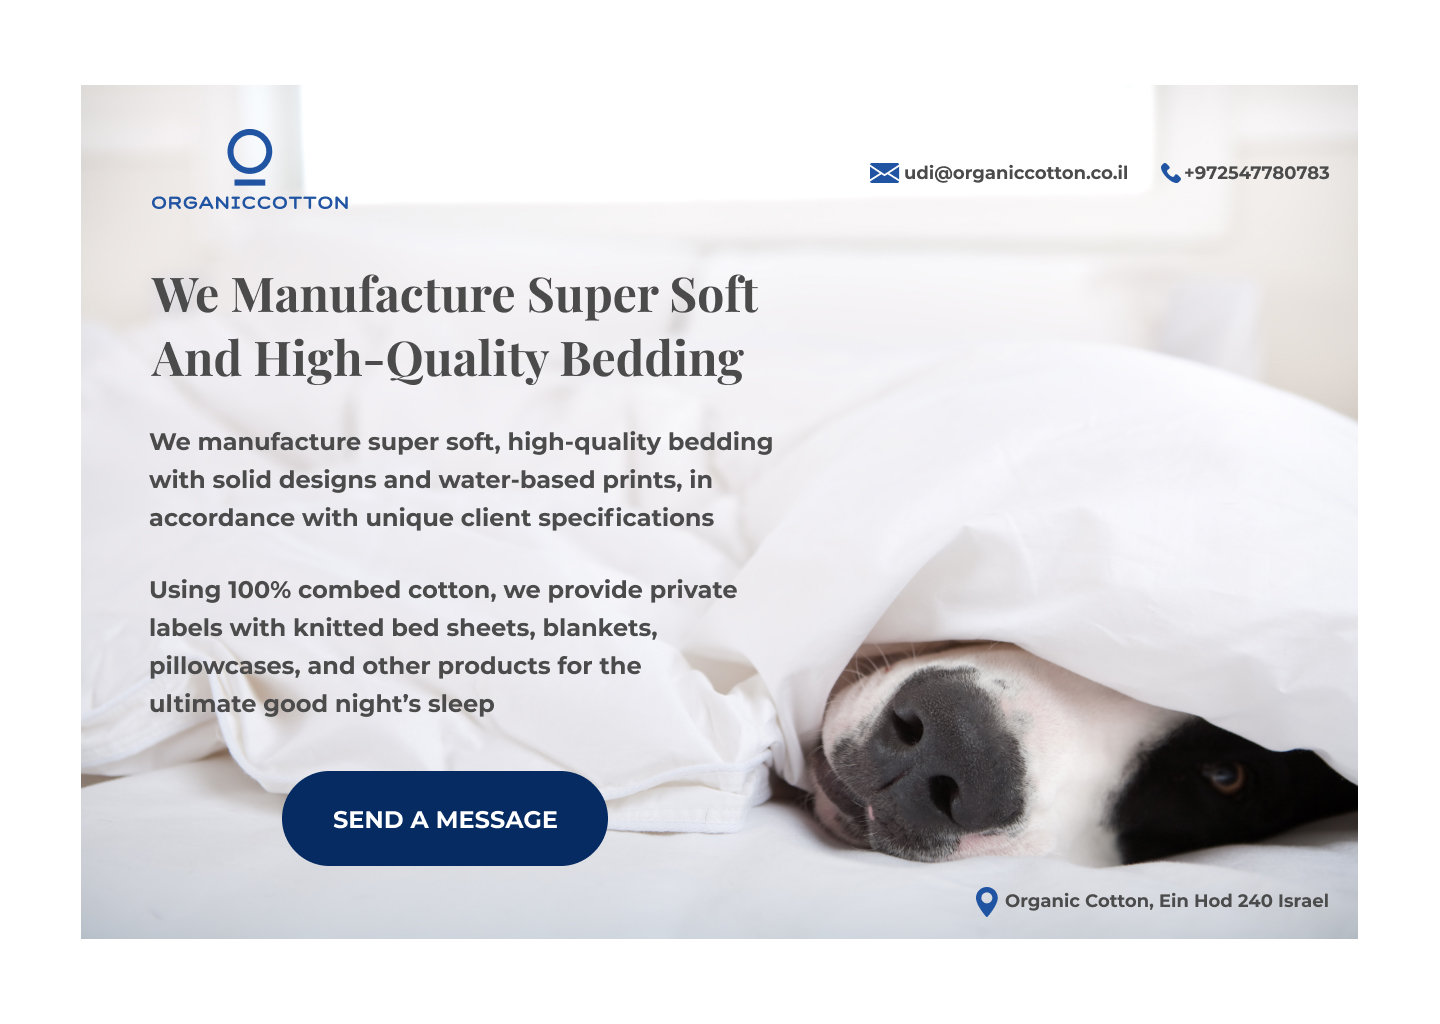 ORGANICCOTTON
udi@organiccotton.co.il
+972547780783
We Manufacture Super Soft
And High-Quality Bedding
We manufacture super soft, high-quality bedding
with solid designs and water-based prints, in
accordance with unique client specifications
Using 100% combed cotton, we provide private
labels with knitted bed sheets, blankets,
pillowcases, and other products for the
ultimate good night’s sleep
SEND A MESSAGE
Organic Cotton, Ein Hod 240 Israel